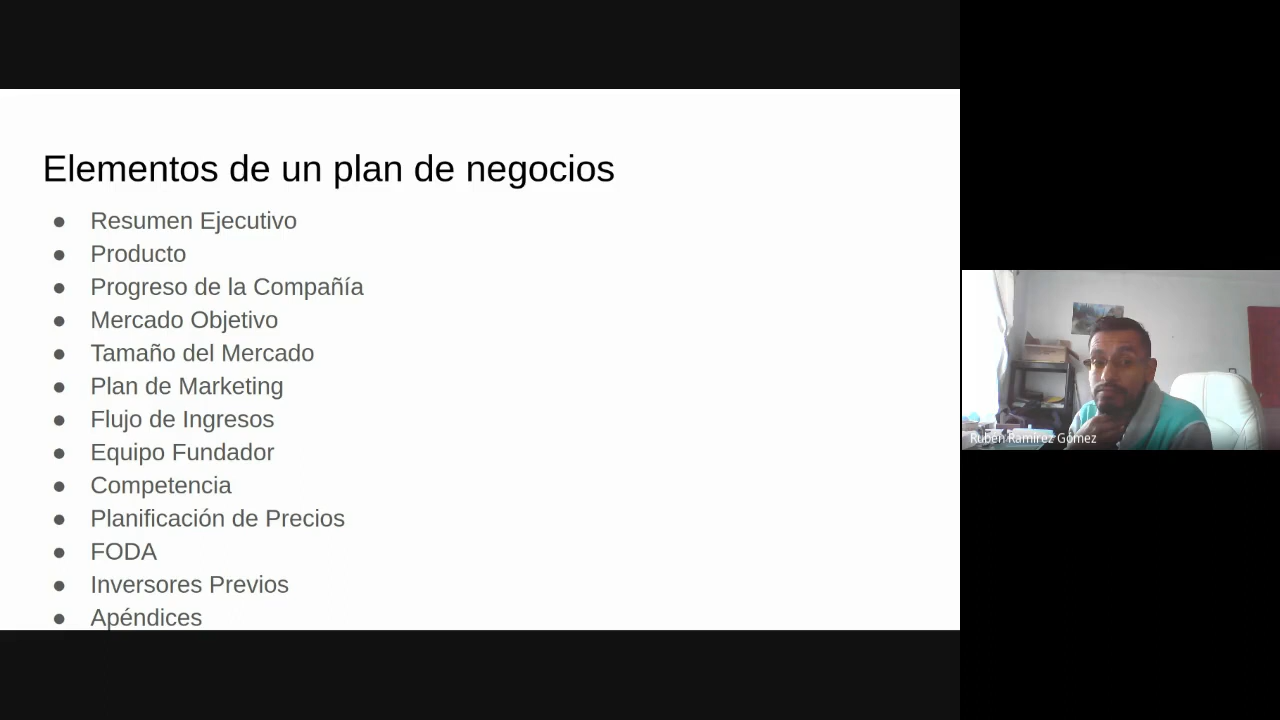 Elementos de un plan de negocios
● Resumen Ejecutivo
● Producto
● Progreso de la Compañía
● Mercado Objetivo
● Tamaño del Mercado
● Plan de Marketing
● Flujo de Ingresos
● Equipo Fundador
● Competencia
● Planificación de Precios
● FODA
● Inversores Previos
● Apéndices
Rubén Ramírez Gómez